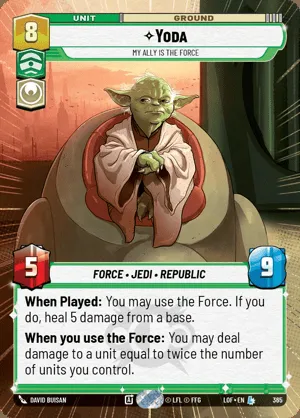 UNIT GROUND
8
✧YODA
MY ALLY IS THE FORCE
5
9
FORCE • JEDI • REPUBLIC
When Played: You may use the Force. If you
do, heal 5 damage from a base.
When you use the Force: You may deal
damage to a unit equal to twice the number
of units you control.
DAVID BUISAN © LFL © FFG LOF • EN 385